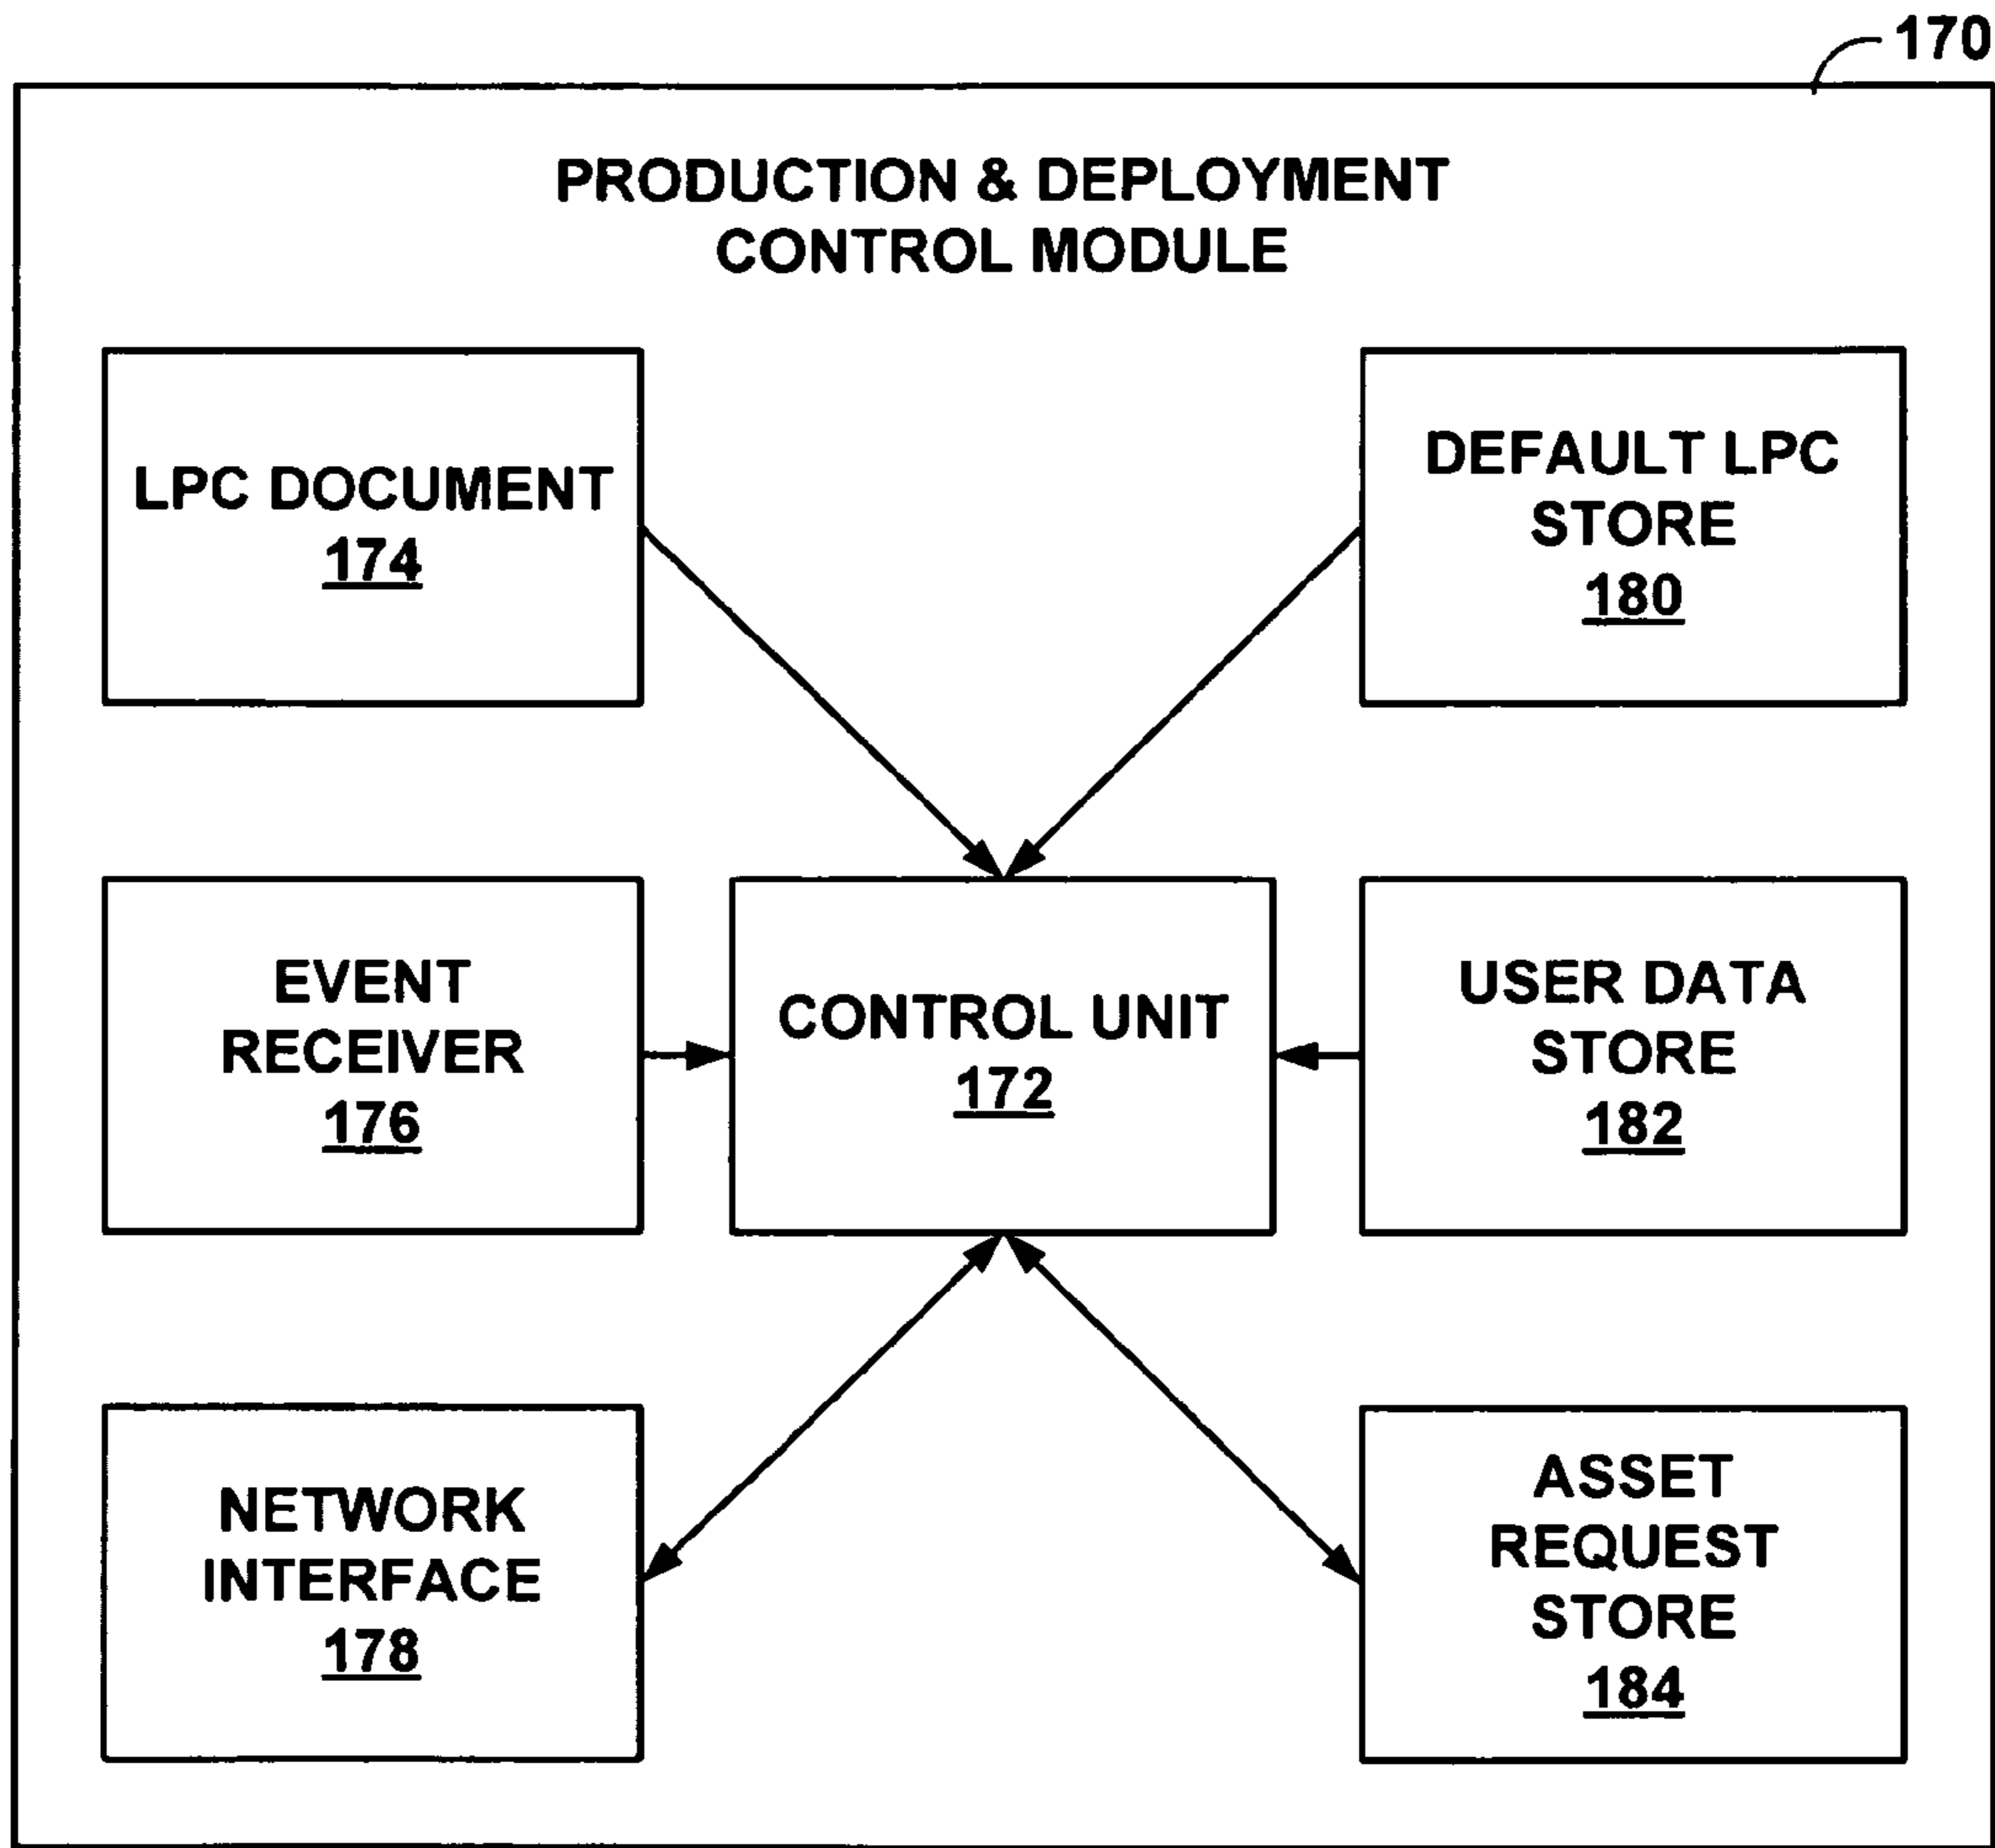 170
PRODUCTION & DEPLOYMENT
CONTROL MODULE
LPC DOCUMENT
174
DEFAULT LPC
STORE
180
EVENT
RECEIVER
176
CONTROL UNIT
172
USER DATA
STORE
182
NETWORK
INTERFACE
178
ASSET
REQUEST
STORE
184